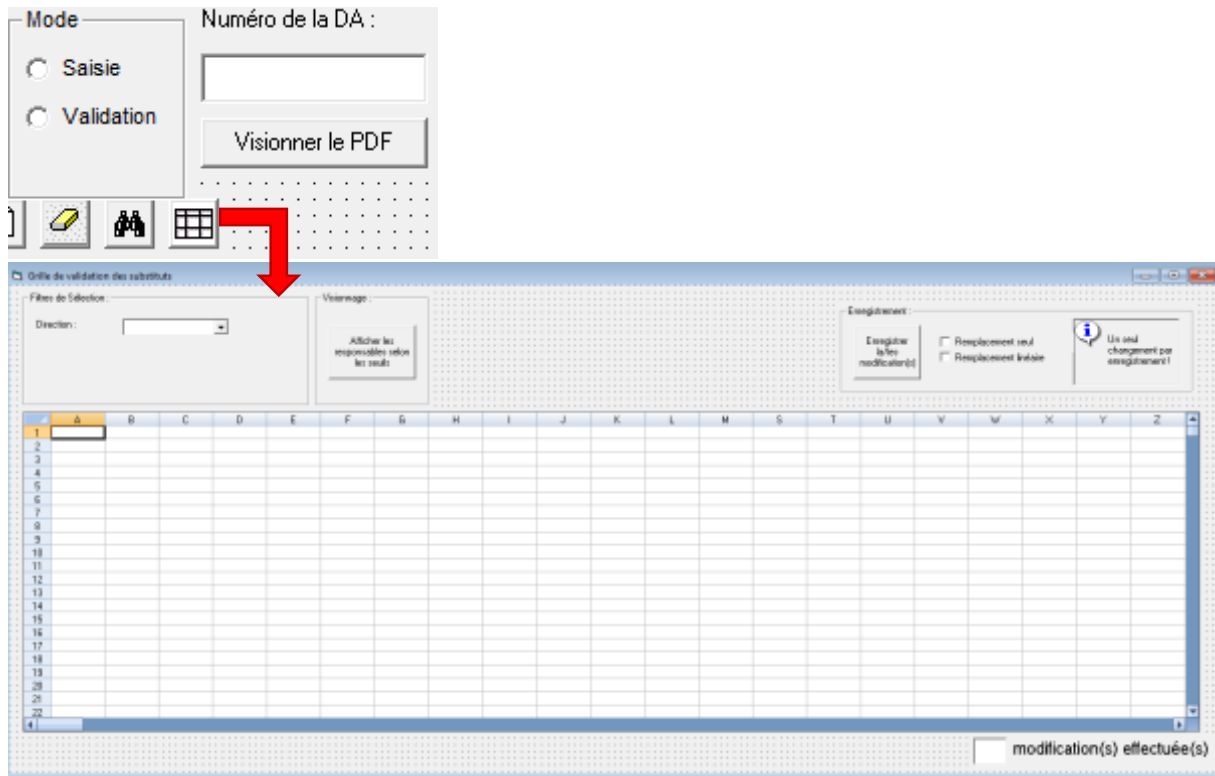 Mode
Numéro de la DA :
Saisie
Validation
Visionner le PDF
Grille de validation des substituts
Filtres de Sélection :
Direction :
Visionnage :
Afficher les
responsables selon
les seuils
Enregistrement :
Enregistrer
la/les
modification(s)
Remplacement seul
Remplacement linéaire
Un seul
changement par
enregistrement !
A B C D E F G H I J K L M S T U V W X Y Z
1
2
3
4
5
6
7
8
9
10
11
12
13
14
15
16
17
18
19
20
21
22
modification(s) effectuée(s)